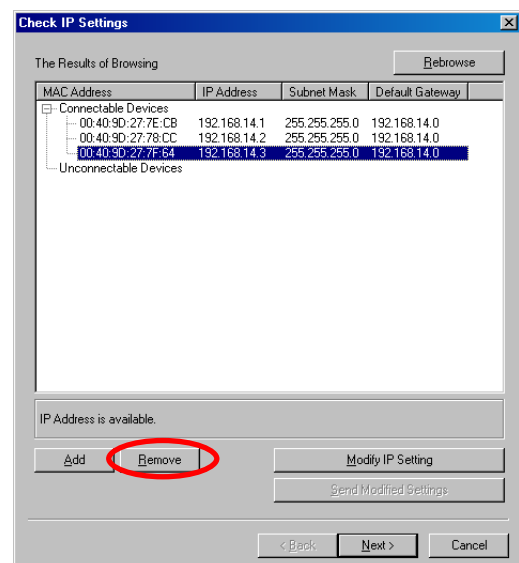 Check IP Settings
The Results of Browsing
Rebrowse
MAC Address IP Address Subnet Mask Default Gateway
Connectable Devices
00:40:9D:27:7E:CB 192.168.14.1 255.255.255.0 192.168.14.0
00:40:9D:27:78:CC 192.168.14.2 255.255.255.0 192.168.14.0
00:40:9D:27:7F:64 192.168.14.3 255.255.255.0 192.168.14.0
Unconnectable Devices
IP Address is available.
Add Remove Modify IP Setting
Send Modified Settings
< Back Next > Cancel